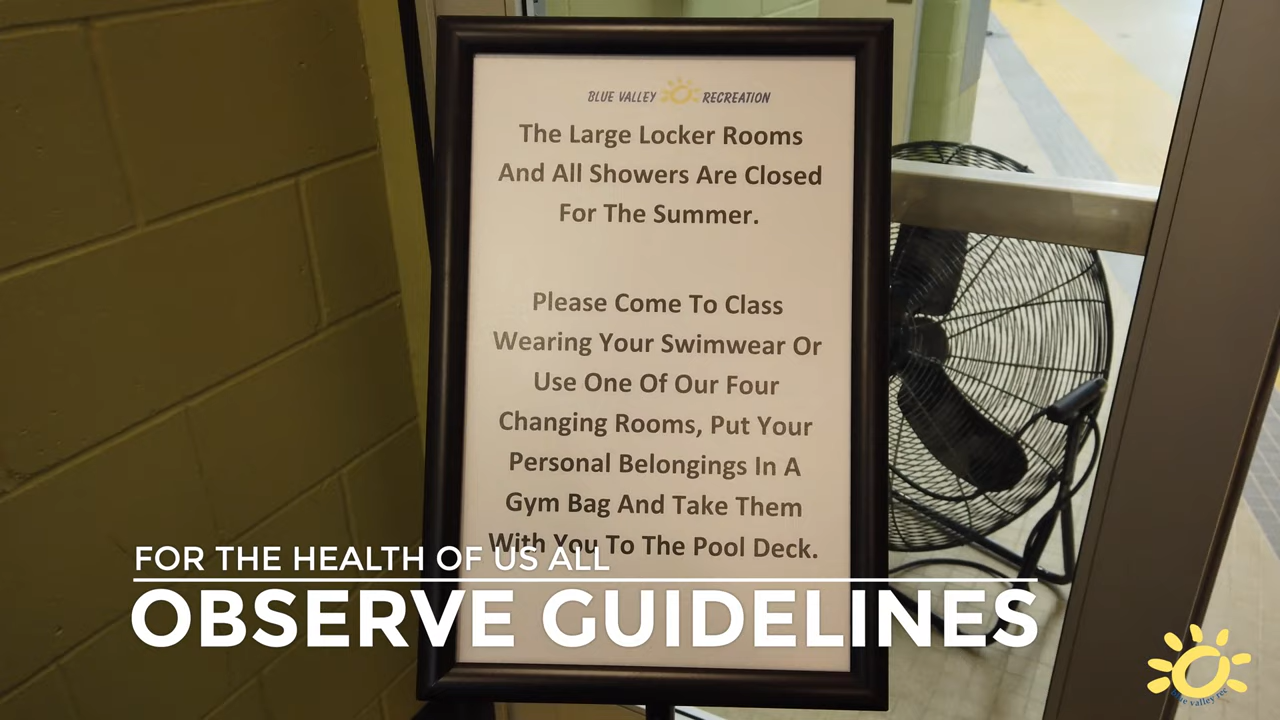 BLUE VALLEY RECREATION
The Large Locker Rooms
And All Showers Are Closed
For The Summer.
Please Come To Class
Wearing Your Swimwear Or
Use One Of Our Four
Changing Rooms, Put Your
Personal Belongings In A
Gym Bag And Take Them
With You To The Pool Deck.
FOR THE HEALTH OF US ALL
OBSERVE GUIDELINES
blue valley rec